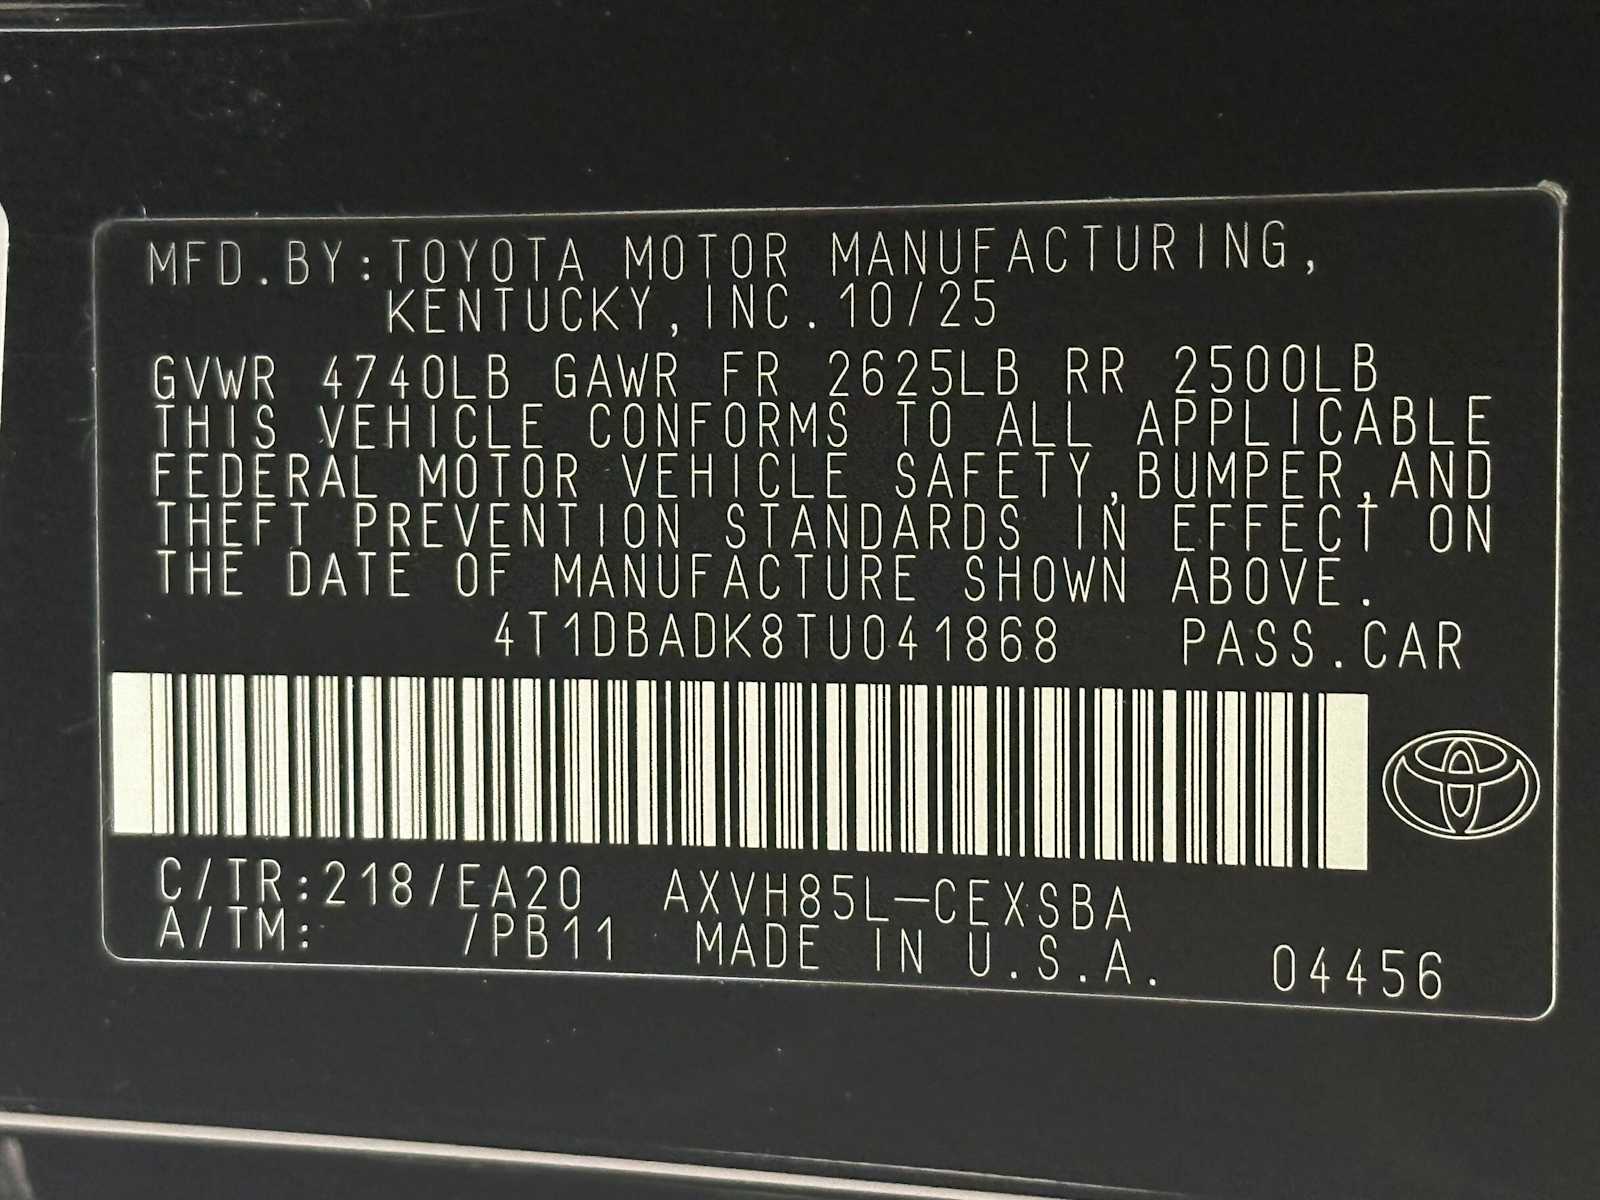 MFD.BY:TOYOTA MOTOR MANUFACTURING,
KENTUCKY,INC.10/25
GVWR 4740LB GAWR FR 2625LB RR 2500LB
THIS VEHICLE CONFORMS TO ALL APPLICABLE
FEDERAL MOTOR VEHICLE SAFETY,BUMPER,AND
THEFT PREVENTION STANDARDS IN EFFECT ON
THE DATE OF MANUFACTURE SHOWN ABOVE.
4T1DBADK8TU041868 PASS.CAR
C/TR:218/EA20 AXVH85L-CEXSBA
A/TM: /PB11 MADE IN U.S.A. 04456